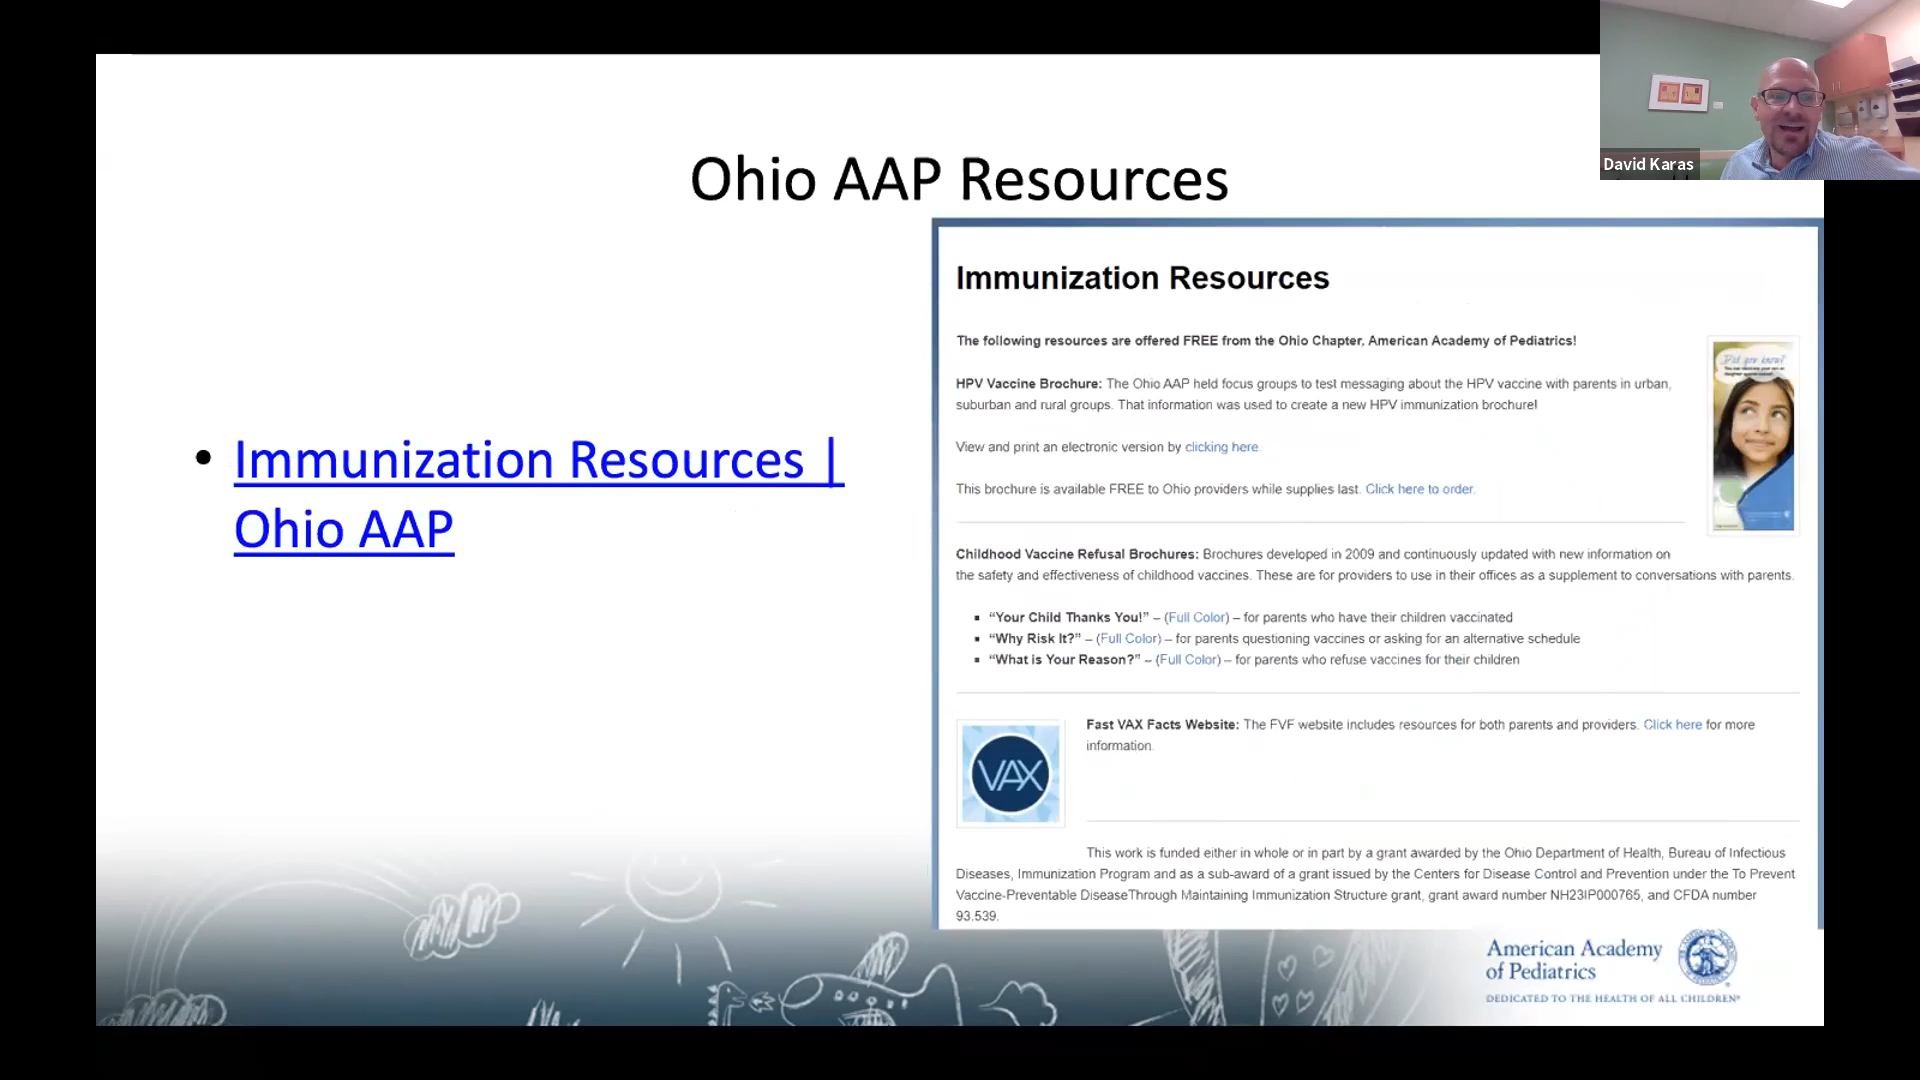 David Karas
Ohio AAP Resources
• Immunization Resources |
Ohio AAP
Immunization Resources
The following resources are offered FREE from the Ohio Chapter, American Academy of Pediatrics!
HPV Vaccine Brochure: The Ohio AAP held focus groups to test messaging about the HPV vaccine with parents in urban,
suburban and rural groups. That information was used to create a new HPV immunization brochure!
View and print an electronic version by clicking here.
This brochure is available FREE to Ohio providers while supplies last. Click here to order.
Did you know?
Childhood Vaccine Refusal Brochures: Brochures developed in 2009 and continuously updated with new information on
the safety and effectiveness of childhood vaccines. These are for providers to use in their offices as a supplement to conversations with parents.
▪ “Your Child Thanks You!” – (Full Color) – for parents who have their children vaccinated
▪ “Why Risk It?” – (Full Color) – for parents questioning vaccines or asking for an alternative schedule
▪ “What is Your Reason?” – (Full Color) – for parents who refuse vaccines for their children
VAX
Fast VAX Facts Website: The FVF website includes resources for both parents and providers. Click here for more
information.
This work is funded either in whole or in part by a grant awarded by the Ohio Department of Health, Bureau of Infectious
Diseases, Immunization Program and as a sub-award of a grant issued by the Centers for Disease Control and Prevention under the To Prevent
Vaccine-Preventable DiseaseThrough Maintaining Immunization Structure grant, grant award number NH23IP000765, and CFDA number
93.539.
American Academy
of Pediatrics
DEDICATED TO THE HEALTH OF ALL CHILDREN®